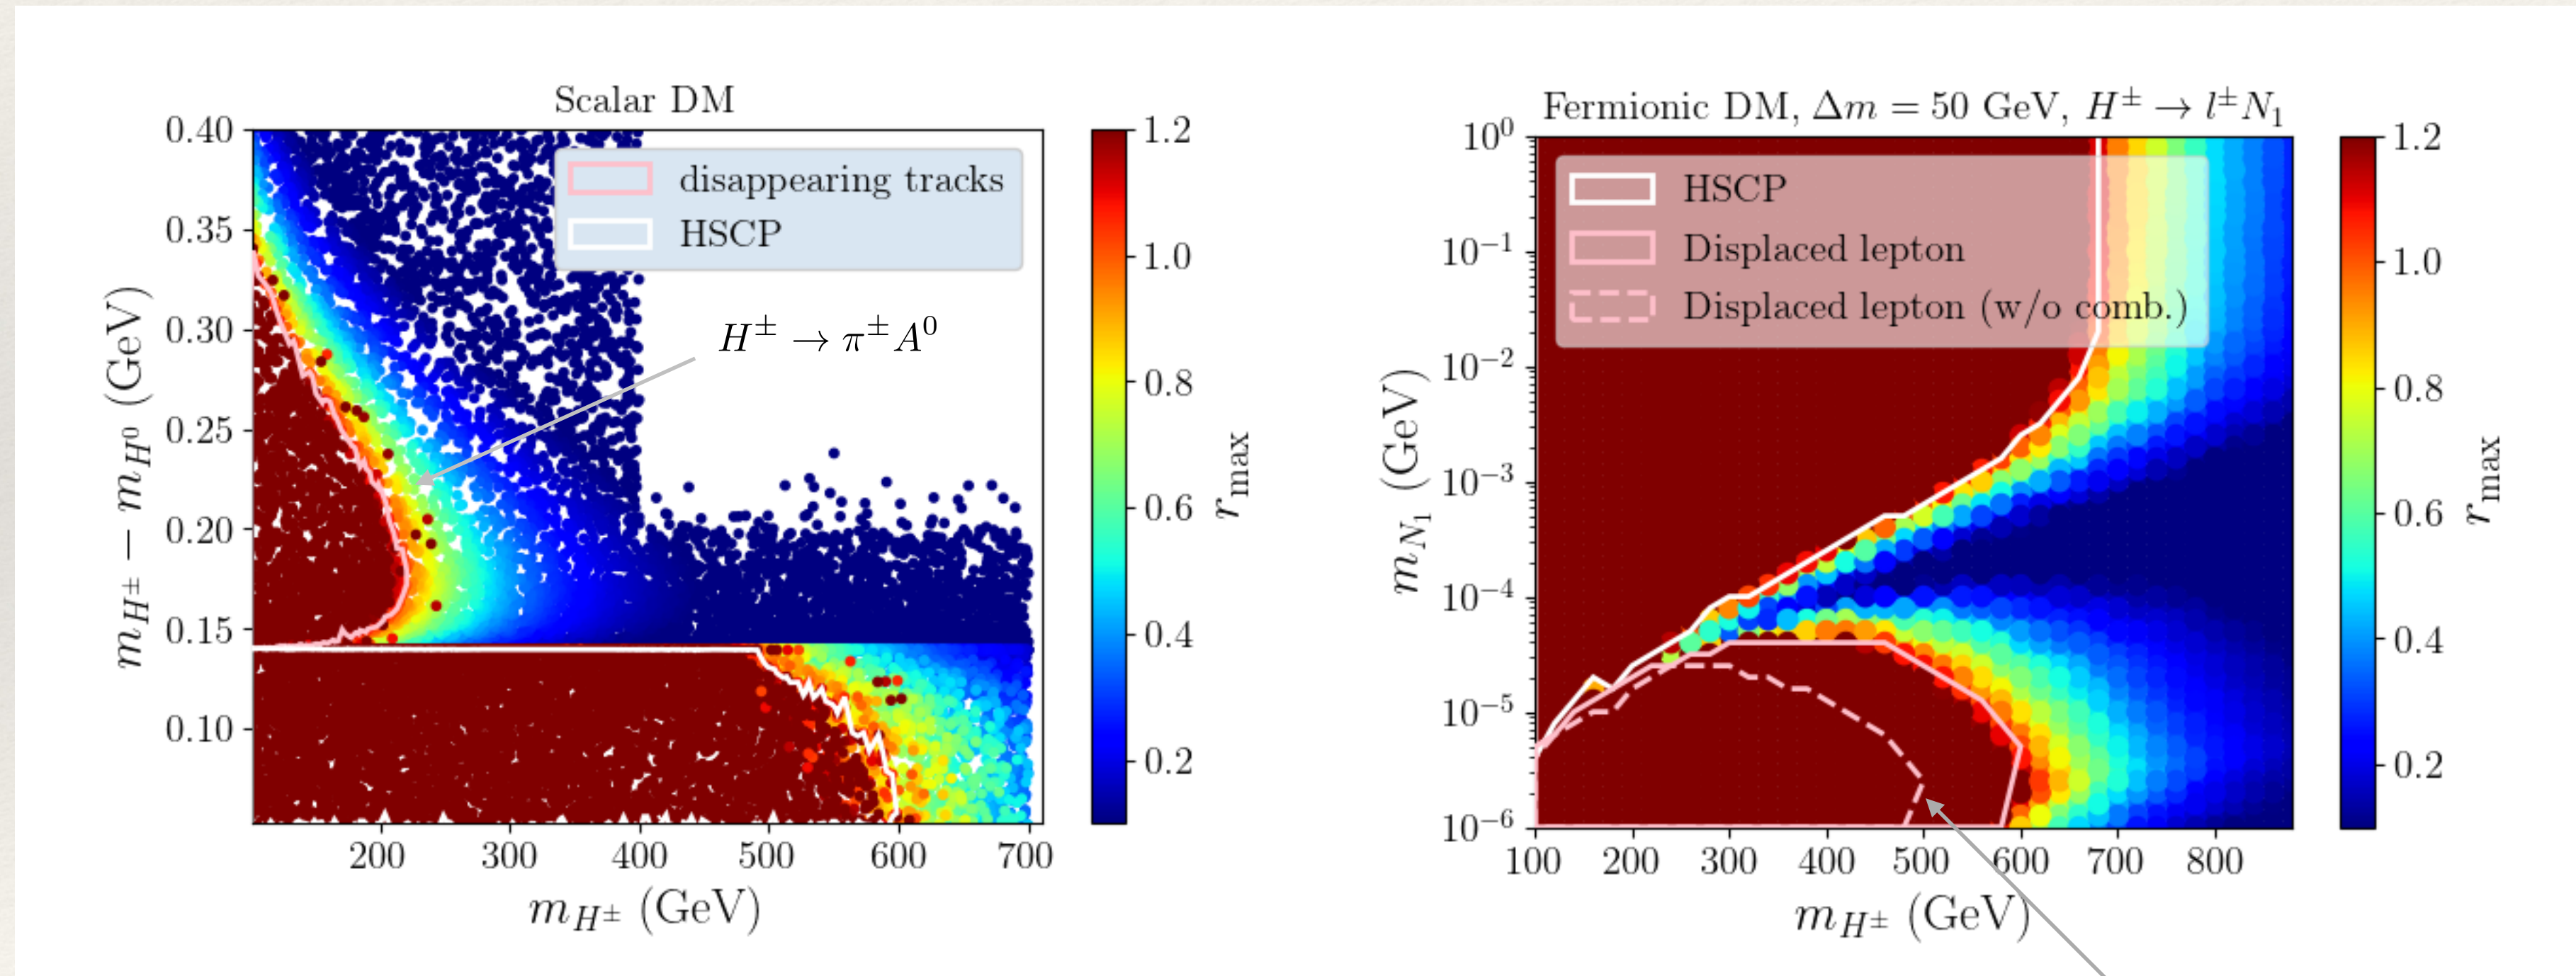 Scalar DM
0.40
0.35
0.30
0.25
0.20
0.15
0.10
m_{H^±} − m_{H^0} (GeV)
disappearing tracks
HSCP
H^± → π^± A^0
200 300 400 500 600 700
m_{H^±} (GeV)
1.2
1.0
0.8
0.6
0.4
0.2
r_max
Fermionic DM, Δm = 50 GeV, H^± → l^± N_1
10^0
10^{−1}
10^{−2}
10^{−3}
10^{−4}
10^{−5}
10^{−6}
m_{N_1} (GeV)
HSCP
Displaced lepton
Displaced lepton (w/o comb.)
100 200 300 400 500 600 700 800
m_{H^±} (GeV)
1.2
1.0
0.8
0.6
0.4
0.2
r_max